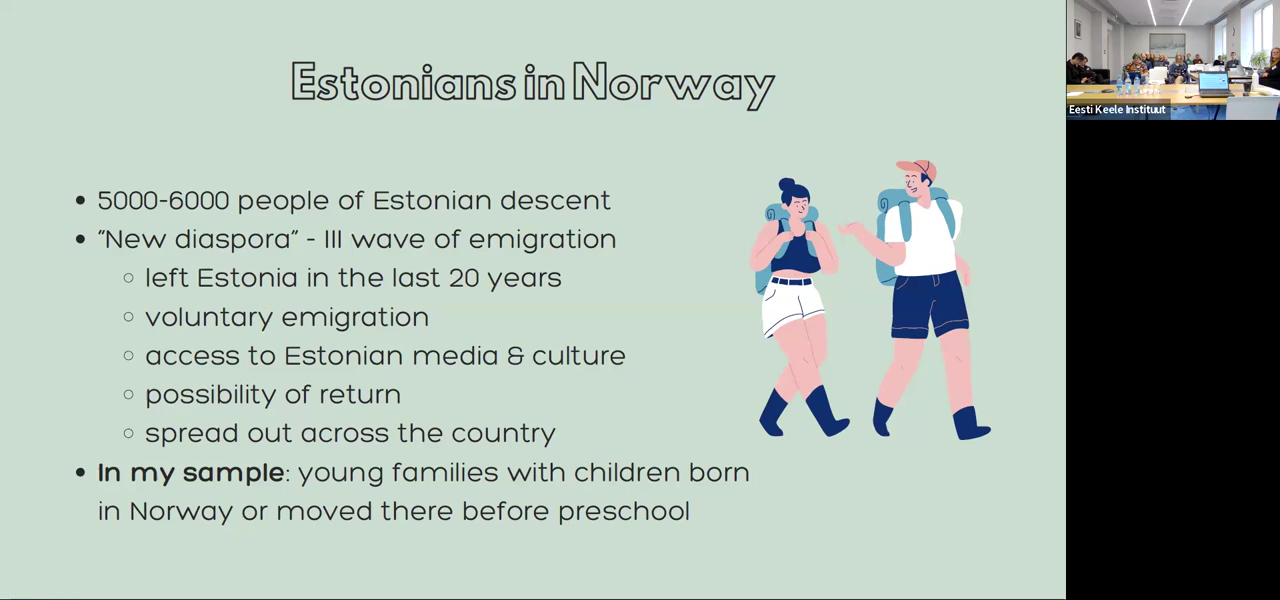 Estonians in Norway
5000-6000 people of Estonian descent
"New diaspora" - III wave of emigration
left Estonia in the last 20 years
voluntary emigration
access to Estonian media & culture
possibility of return
spread out across the country
In my sample: young families with children born
in Norway or moved there before preschool
Eesti Keele Instituut